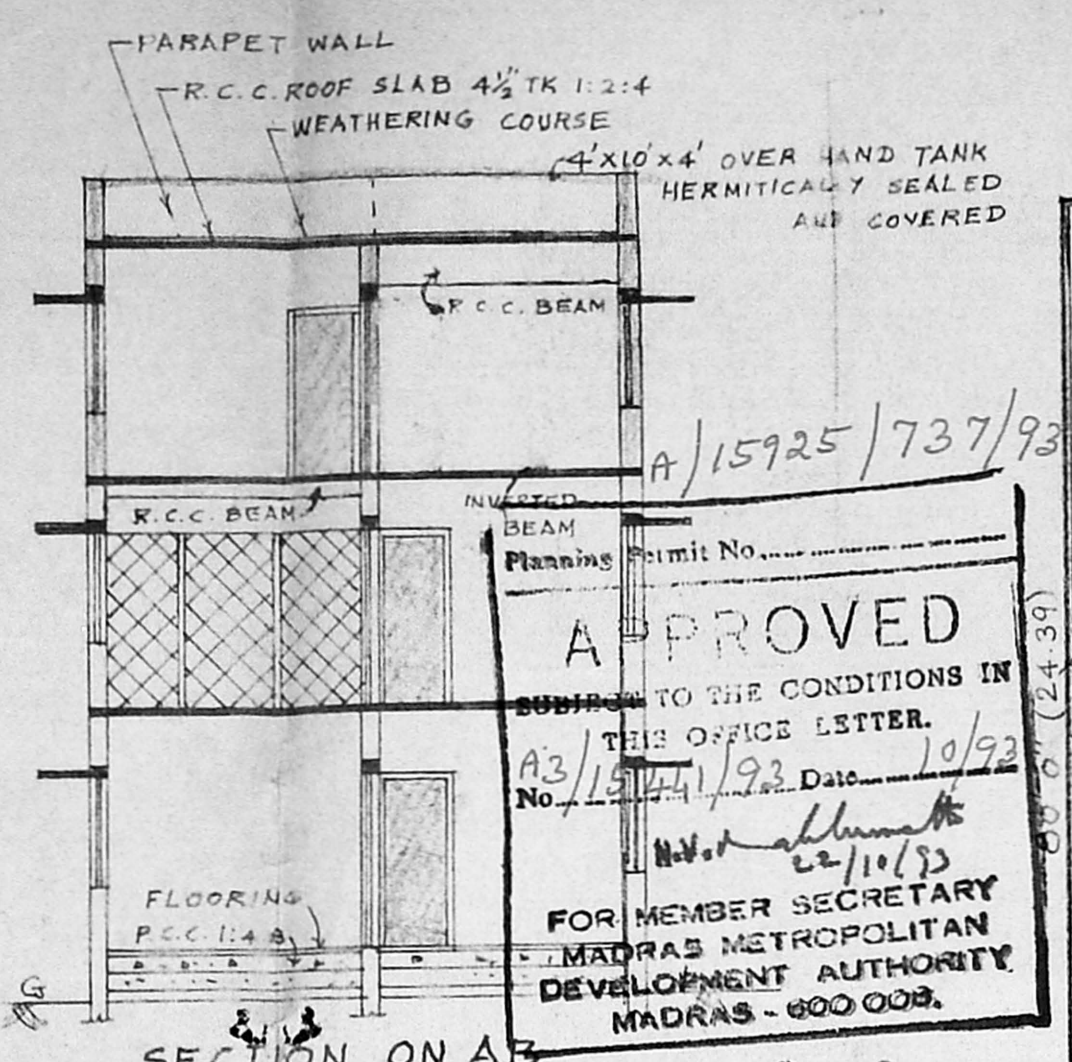 PARAPET WALL
R.C.C. ROOF SLAB 4½" TK 1:2:4
WEATHERING COURSE
4'X10'X4' OVER HAND TANK
HERMITICALLY SEALED
AND COVERED
R.C.C. BEAM
A/15925/737/93
R.C.C. BEAM
INVERTED
BEAM
Planning Permit No.
APPROVED
SUBJECT TO THE CONDITIONS IN
THIS OFFICE LETTER.
No. A3/15441/93 Date 10/93
22/10/93
FOR MEMBER SECRETARY
MADRAS METROPOLITAN
DEVELOPMENT AUTHORITY
MADRAS - 600 008.
(24.39)
FLOORING
P.C.C. 1:4:8
SECTION ON AB